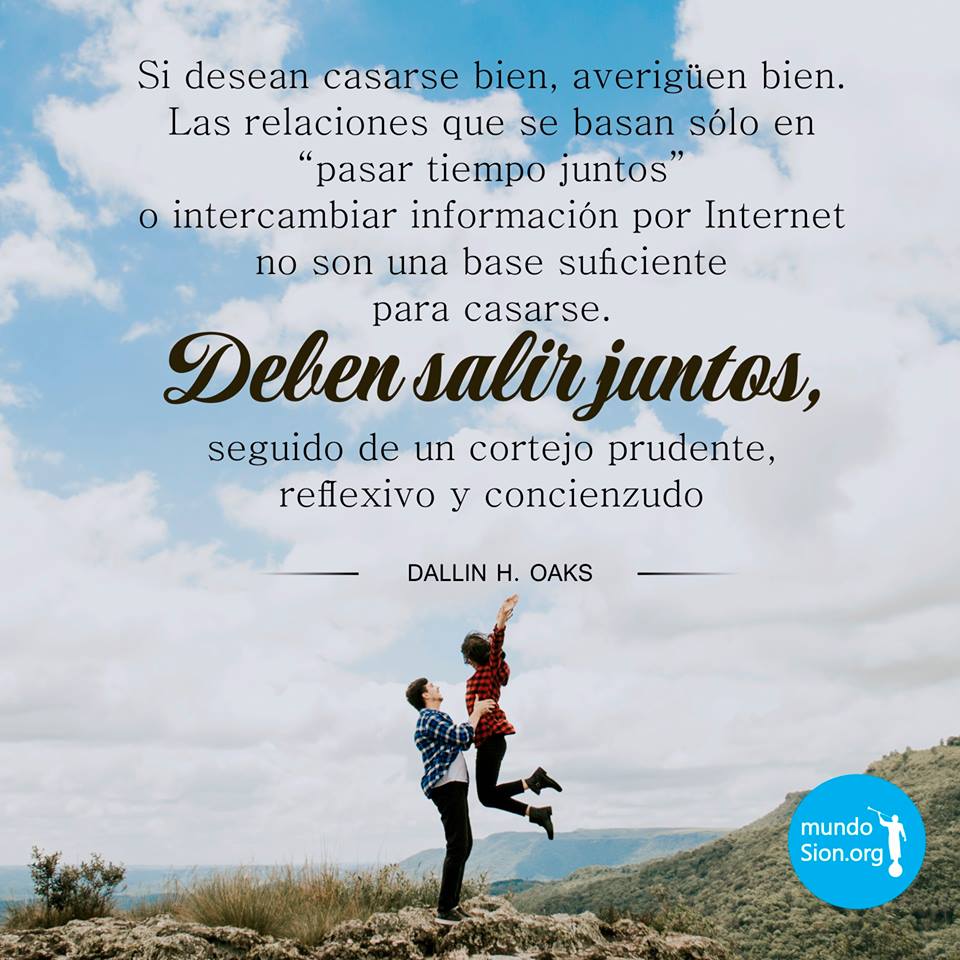 Si desean casarse bien, averigüen bien.
Las relaciones que se basan sólo en
“pasar tiempo juntos”
o intercambiar información por Internet
no son una base suficiente
para casarse.
Deben salir juntos,
seguido de un cortejo prudente,
reflexivo y concienzudo
DALLIN H. OAKS
mundo
Sion.org